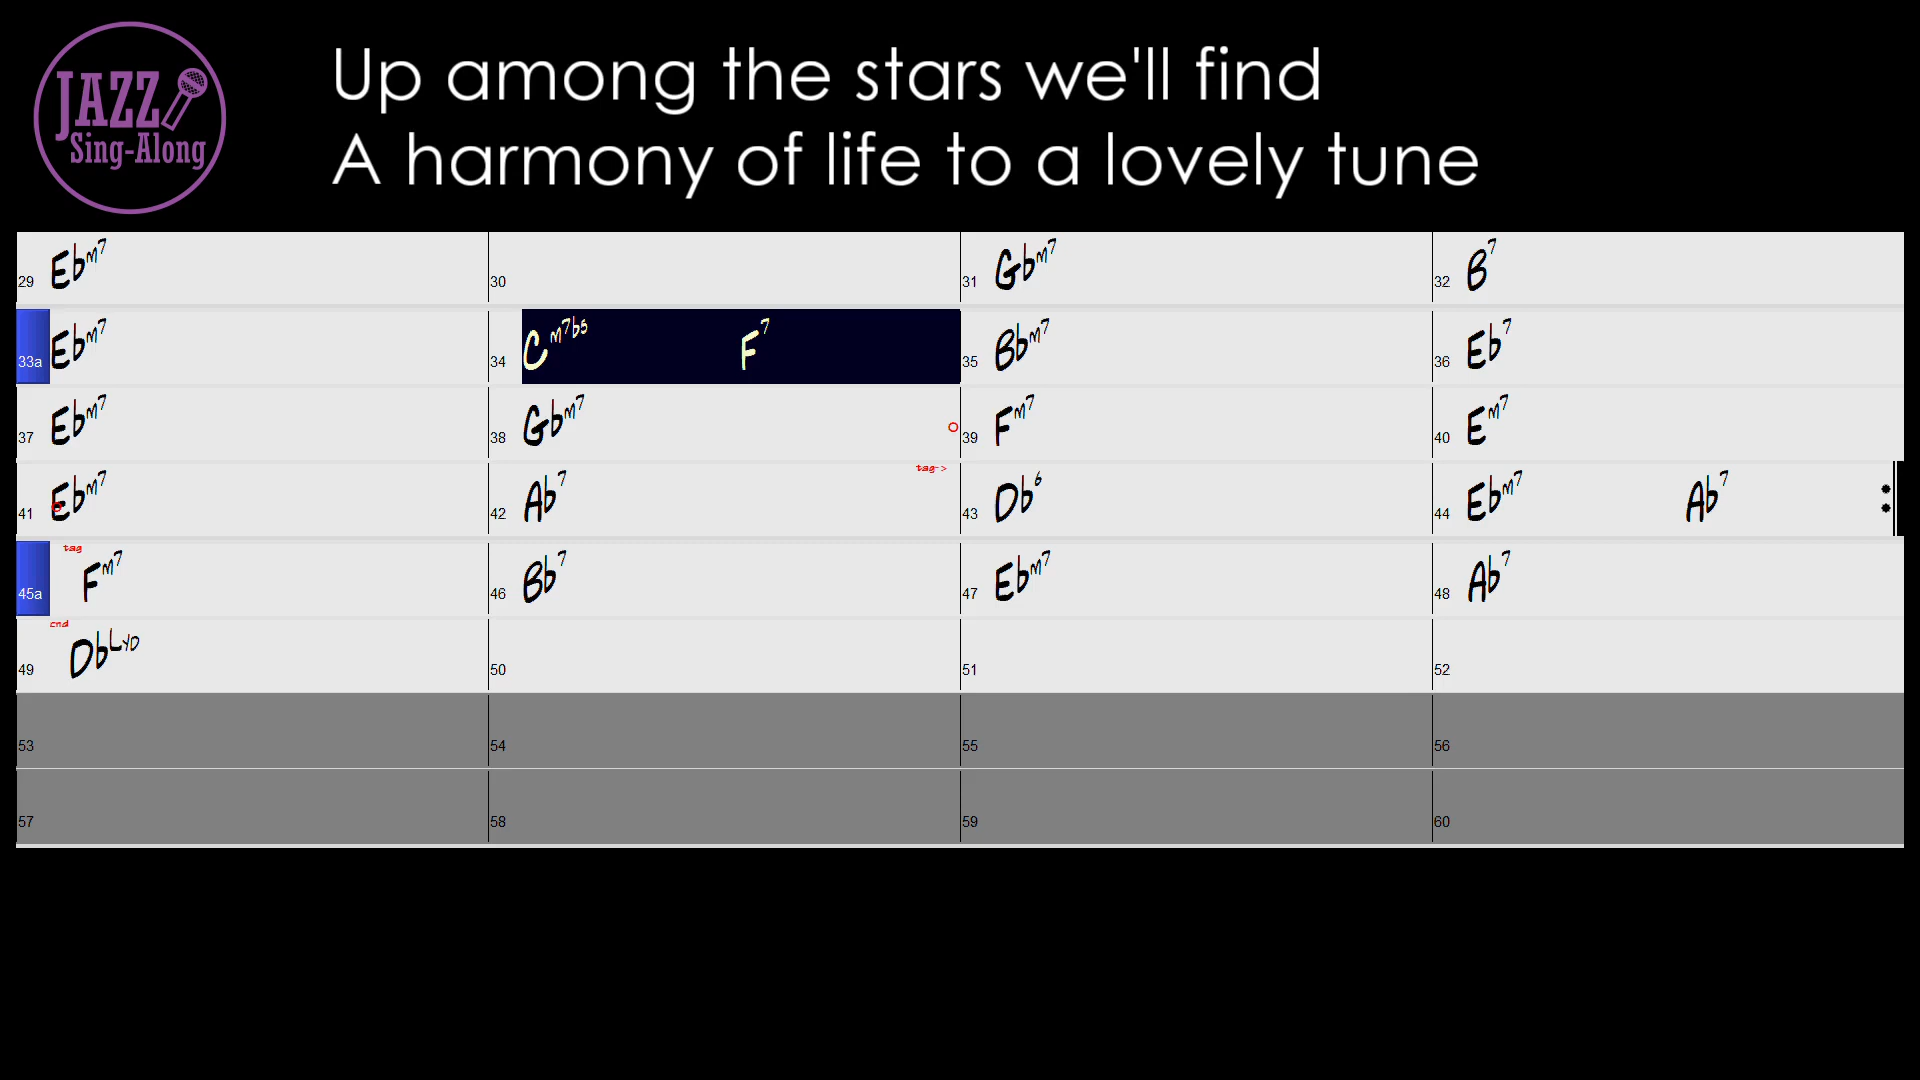 JAZZ
Sing-Along
Up among the stars we'll find
A harmony of life to a lovely tune
29 Ebm7 30 31 Gbm7 32 B7
33a Ebm7 34 Cm7b5 F7 35 Bbm7 36 Eb7
37 Ebm7 38 Gbm7 39 Fm7 40 Em7
tag->
41 Ebm7 42 Ab7 43 Db6 44 Ebm7 Ab7
tag
45a Fm7 46 Bb7 47 Ebm7 48 Ab7
end
49 DbLyd 50 51 52
53 54 55 56
57 58 59 60